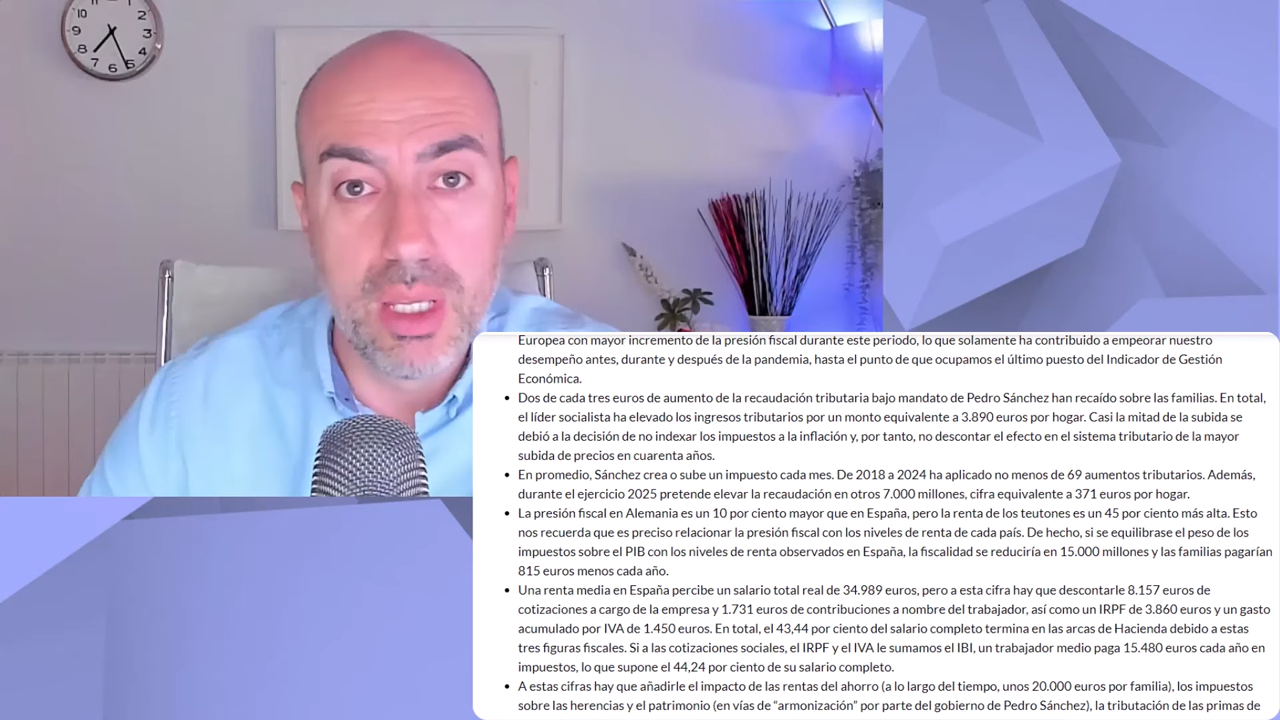 10
2
9
3
8
4
7
6
5
Europea con mayor incremento de la presión fiscal durante este periodo, lo que solamente ha contribuido a empeorar nuestro
desempeño antes, durante y después de la pandemia, hasta el punto de que ocupamos el último puesto del Indicador de Gestión
Económica.
• Dos de cada tres euros de aumento de la recaudación tributaria bajo mandato de Pedro Sánchez han recaído sobre las familias. En total,
el líder socialista ha elevado los ingresos tributarios por un monto equivalente a 3.890 euros por hogar. Casi la mitad de la subida se
debió a la decisión de no indexar los impuestos a la inflación y, por tanto, no descontar el efecto en el sistema tributario de la mayor
subida de precios en cuarenta años.
• En promedio, Sánchez crea o sube un impuesto cada mes. De 2018 a 2024 ha aplicado no menos de 69 aumentos tributarios. Además,
durante el ejercicio 2025 pretende elevar la recaudación en otros 7.000 millones, cifra equivalente a 371 euros por hogar.
• La presión fiscal en Alemania es un 10 por ciento mayor que en España, pero la renta de los teutones es un 45 por ciento más alta. Esto
nos recuerda que es preciso relacionar la presión fiscal con los niveles de renta de cada país. De hecho, si se equilibrase el peso de los
impuestos sobre el PIB con los niveles de renta observados en España, la fiscalidad se reduciría en 15.000 millones y las familias pagarían
815 euros menos cada año.
• Una renta media en España percibe un salario total real de 34.989 euros, pero a esta cifra hay que descontarle 8.157 euros de
cotizaciones a cargo de la empresa y 1.731 euros de contribuciones a nombre del trabajador, así como un IRPF de 3.860 euros y un gasto
acumulado por IVA de 1.450 euros. En total, el 43,44 por ciento del salario completo termina en las arcas de Hacienda debido a estas
tres figuras fiscales. Si a las cotizaciones sociales, el IRPF y el IVA le sumamos el IBI, un trabajador medio paga 15.480 euros cada año en
impuestos, lo que supone el 44,24 por ciento de su salario completo.
• A estas cifras hay que añadirle el impacto de las rentas del ahorro (a lo largo del tiempo, unos 20.000 euros por familia), los impuestos
sobre las herencias y el patrimonio (en vías de “armonización” por parte del gobierno de Pedro Sánchez), la tributación de las primas de